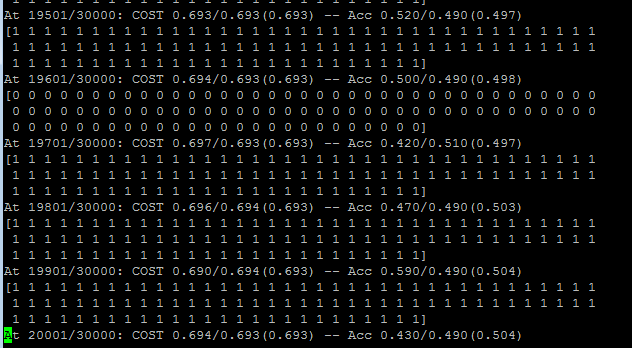 At 19501/30000: COST 0.693/0.693(0.693) -- Acc 0.520/0.490(0.497)
[1 1 1 1 1 1 1 1 1 1 1 1 1 1 1 1 1 1 1 1 1 1 1 1 1 1 1 1 1 1 1 1 1 1 1 1 1
1 1 1 1 1 1 1 1 1 1 1 1 1 1 1 1 1 1 1 1 1 1 1 1 1 1 1 1 1 1 1 1 1 1 1 1 1
1 1 1 1 1 1 1 1 1 1 1 1 1 1 1 1 1 1 1 1 1 1 1 1 1 1]
At 19601/30000: COST 0.694/0.693(0.693) -- Acc 0.500/0.490(0.498)
[0 0 0 0 0 0 0 0 0 0 0 0 0 0 0 0 0 0 0 0 0 0 0 0 0 0 0 0 0 0 0 0 0 0 0 0 0
0 0 0 0 0 0 0 0 0 0 0 0 0 0 0 0 0 0 0 0 0 0 0 0 0 0 0 0 0 0 0 0 0 0 0 0 0
0 0 0 0 0 0 0 0 0 0 0 0 0 0 0 0 0 0 0 0 0 0 0 0 0 0]
At 19701/30000: COST 0.697/0.693(0.693) -- Acc 0.420/0.510(0.497)
[1 1 1 1 1 1 1 1 1 1 1 1 1 1 1 1 1 1 1 1 1 1 1 1 1 1 1 1 1 1 1 1 1 1 1 1 1
1 1 1 1 1 1 1 1 1 1 1 1 1 1 1 1 1 1 1 1 1 1 1 1 1 1 1 1 1 1 1 1 1 1 1 1 1
1 1 1 1 1 1 1 1 1 1 1 1 1 1 1 1 1 1 1 1 1 1 1 1 1 1]
At 19801/30000: COST 0.696/0.694(0.693) -- Acc 0.470/0.490(0.503)
[1 1 1 1 1 1 1 1 1 1 1 1 1 1 1 1 1 1 1 1 1 1 1 1 1 1 1 1 1 1 1 1 1 1 1 1 1
1 1 1 1 1 1 1 1 1 1 1 1 1 1 1 1 1 1 1 1 1 1 1 1 1 1 1 1 1 1 1 1 1 1 1 1 1
1 1 1 1 1 1 1 1 1 1 1 1 1 1 1 1 1 1 1 1 1 1 1 1 1 1]
At 19901/30000: COST 0.690/0.694(0.693) -- Acc 0.590/0.490(0.504)
[1 1 1 1 1 1 1 1 1 1 1 1 1 1 1 1 1 1 1 1 1 1 1 1 1 1 1 1 1 1 1 1 1 1 1 1 1
1 1 1 1 1 1 1 1 1 1 1 1 1 1 1 1 1 1 1 1 1 1 1 1 1 1 1 1 1 1 1 1 1 1 1 1 1
1 1 1 1 1 1 1 1 1 1 1 1 1 1 1 1 1 1 1 1 1 1 1 1 1 1]
At 20001/30000: COST 0.694/0.693(0.693) -- Acc 0.430/0.490(0.504)